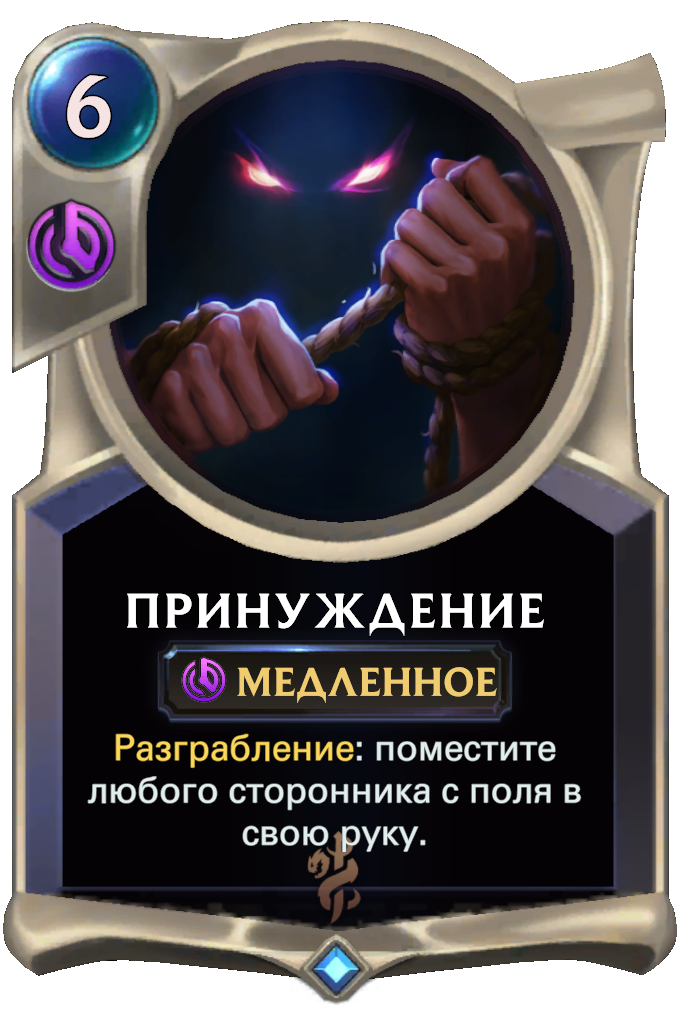 6
ПРИНУЖДЕНИЕ
МЕДЛЕННОЕ
Разграбление: поместите
любого сторонника с поля в
свою руку.